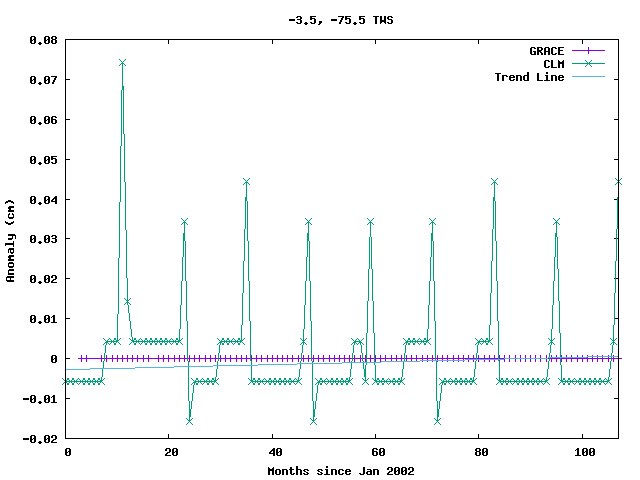 -3.5, -75.5 TWS
GRACE
CLM
Trend Line
0.08
0.07
0.06
0.05
0.04
0.03
0.02
0.01
0
-0.01
-0.02
Anomaly (cm)
0 20 40 60 80 100
Months since Jan 2002